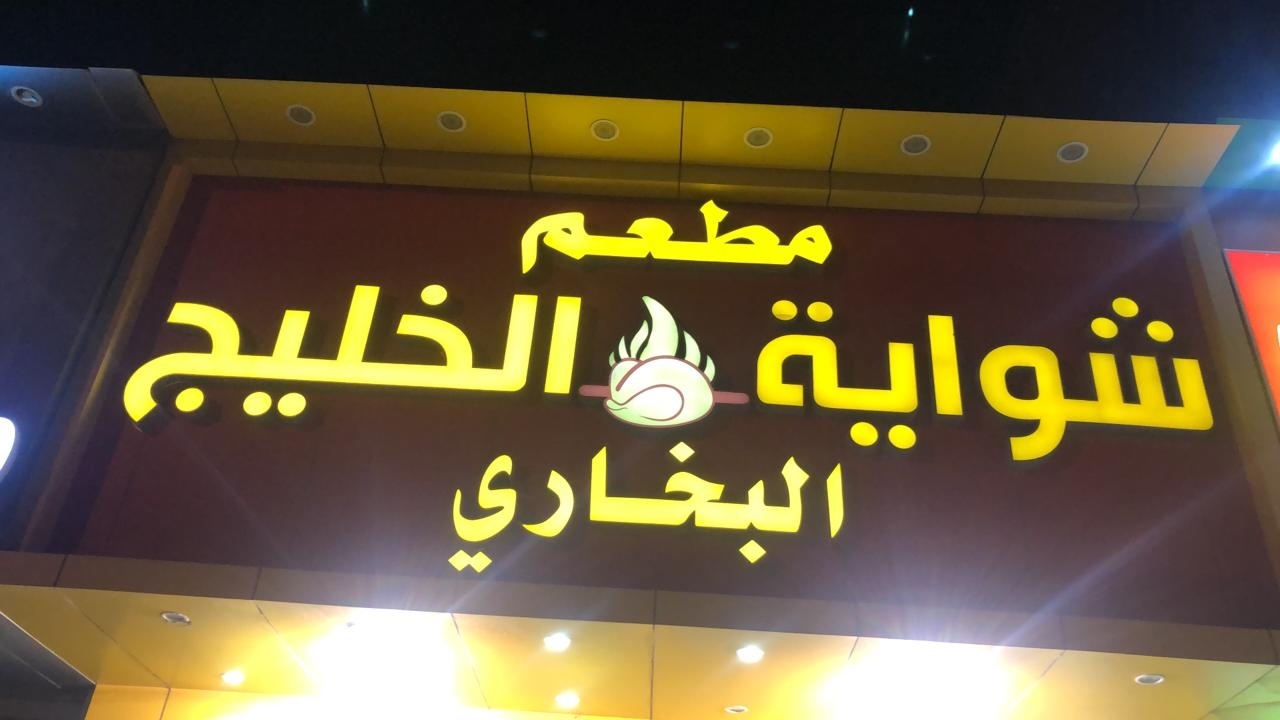 مطعم
شواية الخليج
البخاري